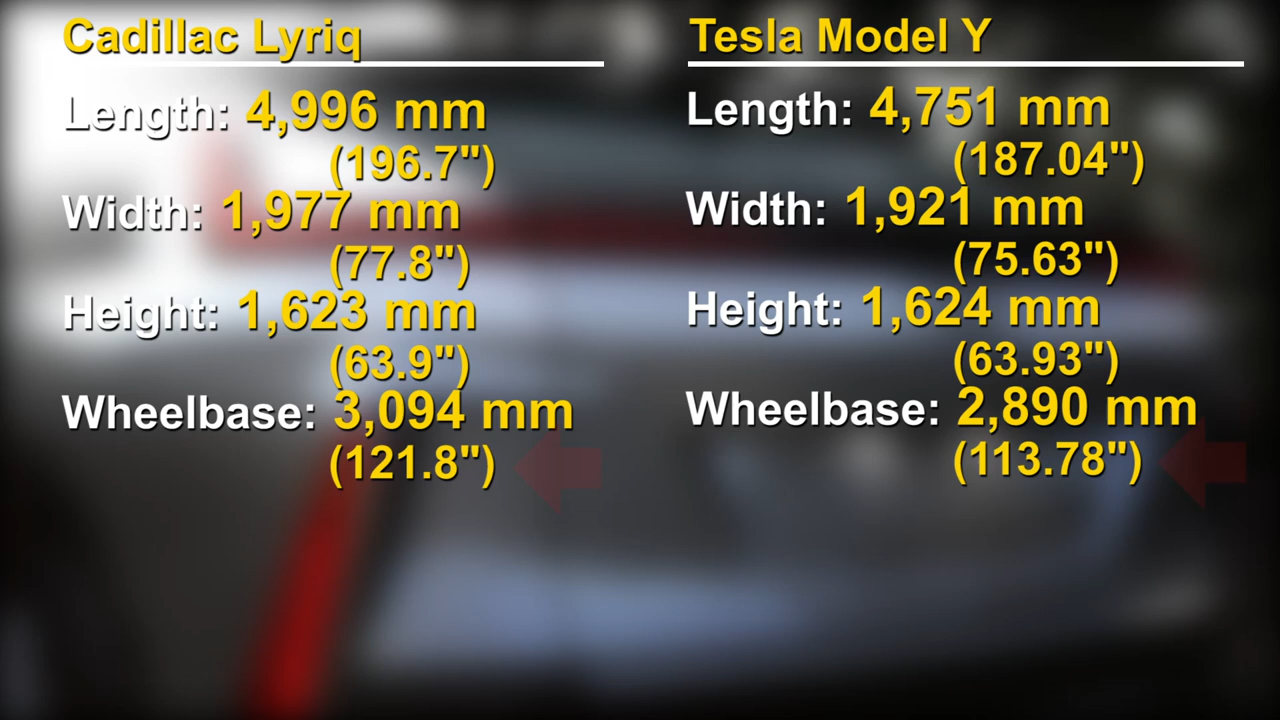 Cadillac Lyriq
Length: 4,996 mm
(196.7")
Width: 1,977 mm
(77.8")
Height: 1,623 mm
(63.9")
Wheelbase: 3,094 mm
(121.8")
Tesla Model Y
Length: 4,751 mm
(187.04")
Width: 1,921 mm
(75.63")
Height: 1,624 mm
(63.93")
Wheelbase: 2,890 mm
(113.78")